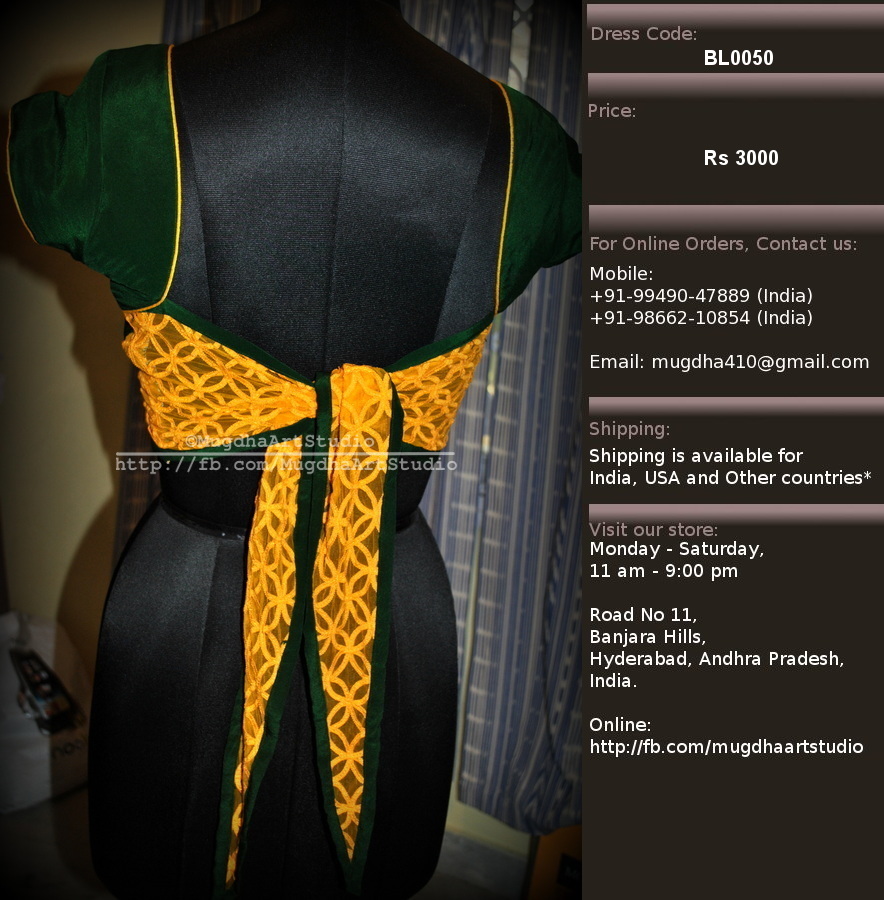 ©MugdhaArtStudio
http://fb.com/MugdhaArtStudio
Dress Code:
BL0050
Price:
Rs 3000
For Online Orders, Contact us:
Mobile:
+91-99490-47889 (India)
+91-98662-10854 (India)
Email: mugdha410@gmail.com
Shipping:
Shipping is available for
India, USA and Other countries*
Visit our store:
Monday - Saturday,
11 am - 9:00 pm
Road No 11,
Banjara Hills,
Hyderabad, Andhra Pradesh,
India.
Online:
http://fb.com/mugdhaartstudio